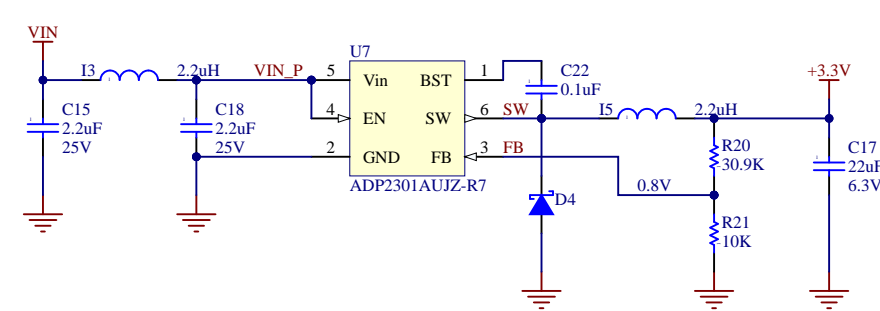 VIN
I3
2.2uH
VIN_P
C15
2.2uF
25V
C18
2.2uF
25V
U7
5
Vin
BST
1
4
EN
SW
6
2
GND
FB
3
ADP2301AUJZ-R7
C22
0.1uF
SW
I5
2.2uH
+3.3V
FB
0.8V
R20
30.9K
R21
10K
D4
C17
22uF
6.3V